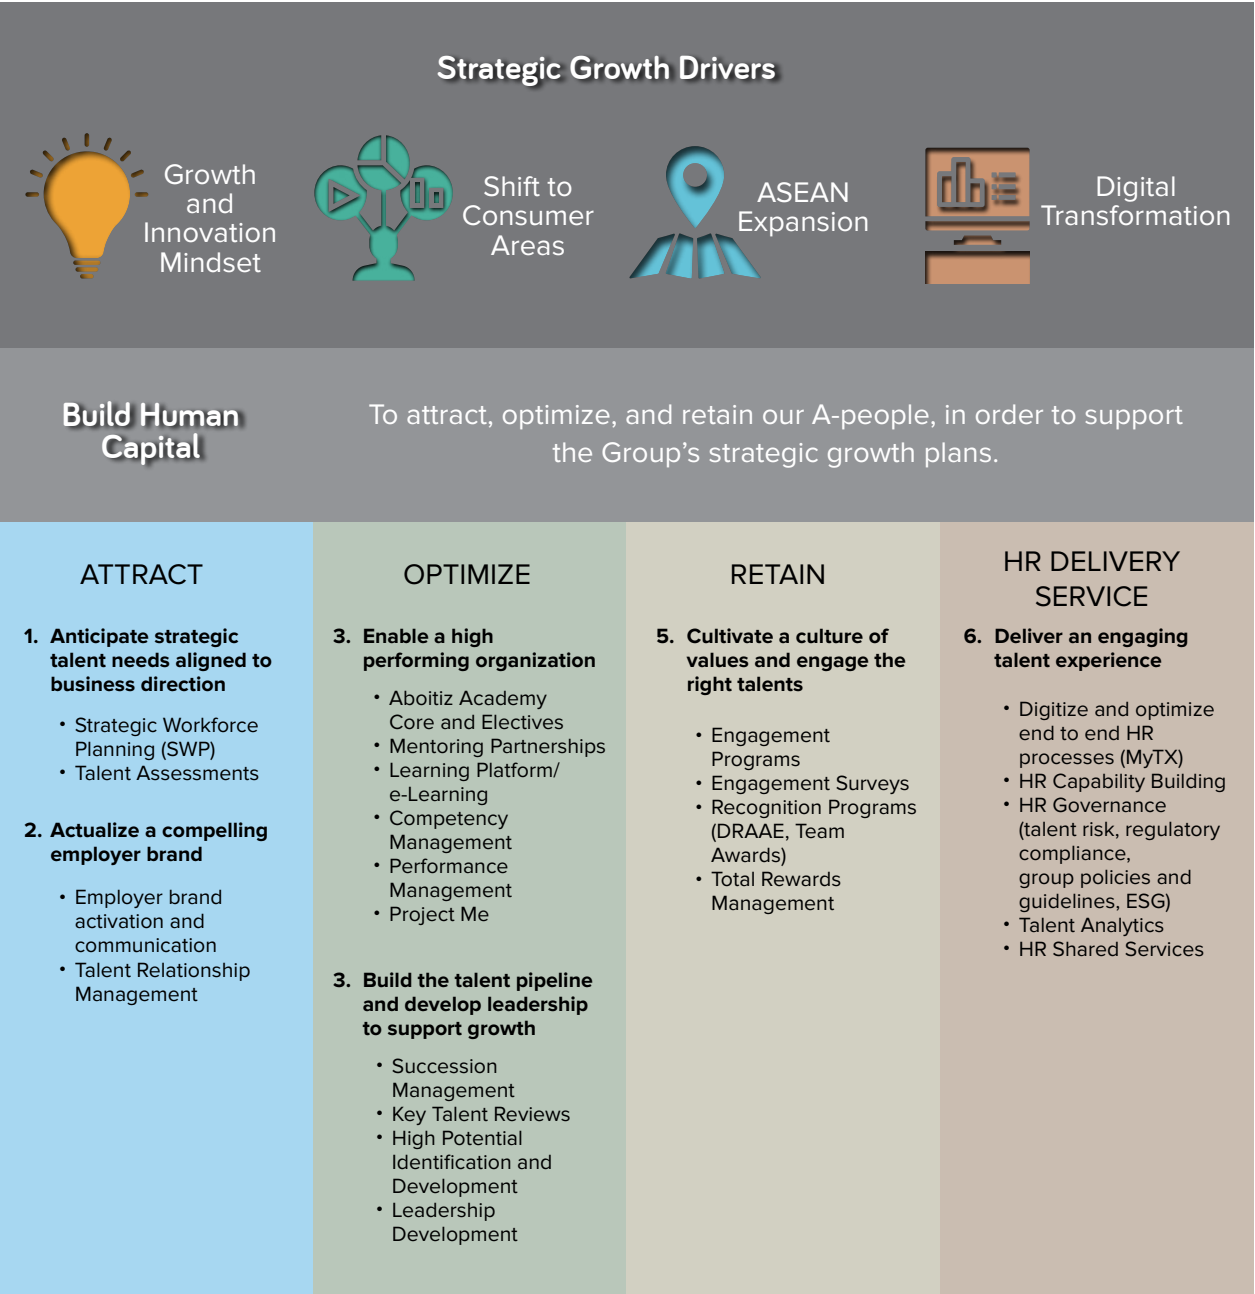 Strategic Growth Drivers
Growth
and
Innovation
Mindset
Shift to
Consumer
Areas
ASEAN
Expansion
Digital
Transformation
Build Human
Capital
To attract, optimize, and retain our A-people, in order to support
the Group’s strategic growth plans.
ATTRACT
1. Anticipate strategic
talent needs aligned to
business direction
• Strategic Workforce
Planning (SWP)
• Talent Assessments
2. Actualize a compelling
employer brand
• Employer brand
activation and
communication
• Talent Relationship
Management
OPTIMIZE
3. Enable a high
performing organization
• Aboitiz Academy
Core and Electives
• Mentoring Partnerships
• Learning Platform/
e-Learning
• Competency
Management
• Performance
Management
• Project Me
3. Build the talent pipeline
and develop leadership
to support growth
• Succession
Management
• Key Talent Reviews
• High Potential
Identification and
Development
• Leadership
Development
RETAIN
5. Cultivate a culture of
values and engage the
right talents
• Engagement
Programs
• Engagement Surveys
• Recognition Programs
(DRAAE, Team
Awards)
• Total Rewards
Management
HR DELIVERY
SERVICE
6. Deliver an engaging
talent experience
• Digitize and optimize
end to end HR
processes (MyTX)
• HR Capability Building
• HR Governance
(talent risk, regulatory
compliance,
group policies and
guidelines, ESG)
• Talent Analytics
• HR Shared Services